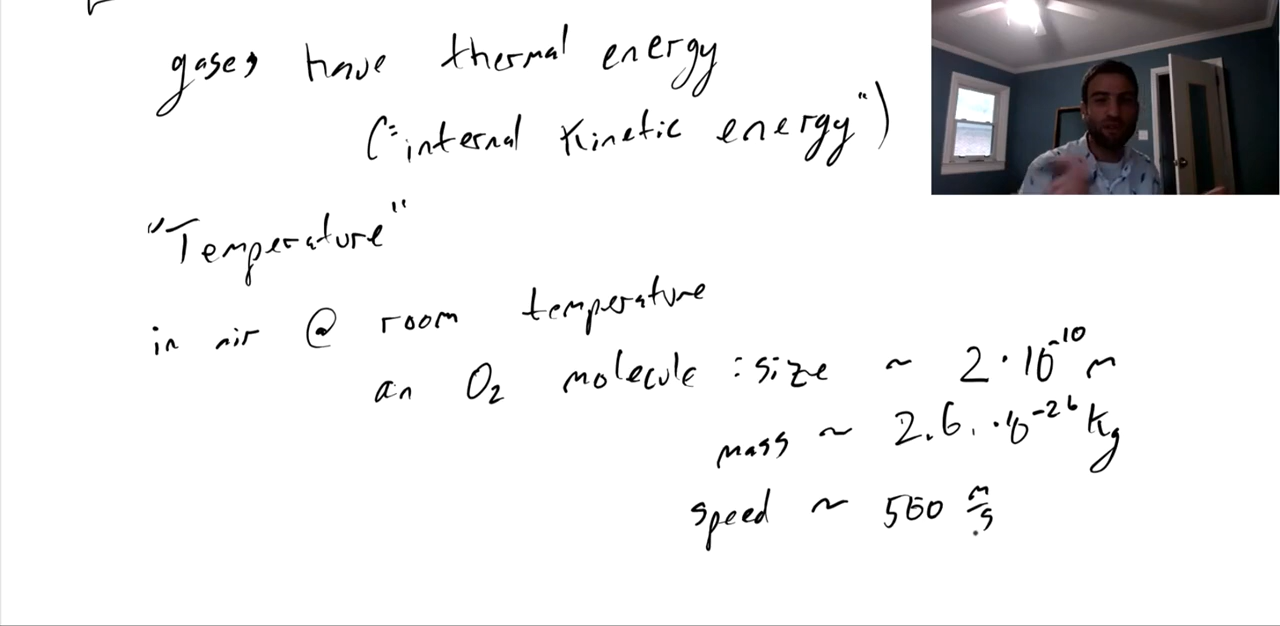 gases have thermal energy
(="internal kinetic energy")
"Temperature"
in air @ room temperature
an O₂ molecule : size ~ 2·10⁻¹⁰ m
mass ~ 2.6.·10⁻²⁶ kg
speed ~ 500 m/s